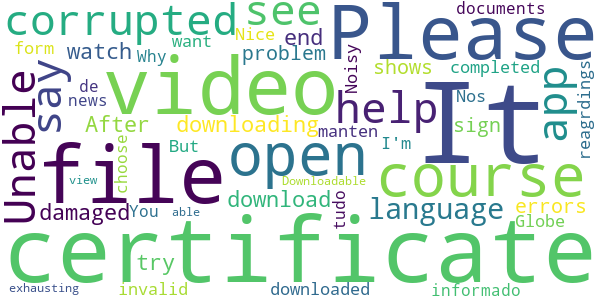 corrupted see Please documents
form watch Why Nice want end problem Noisy shows completed It app
Unable say video help de news Nos reagrdings
After downloading manten sign
But I'm
choose file open course
view Downloadable
damaged You able download tudo language errors
certificate Globe
try
exhausting invalid downloaded informado